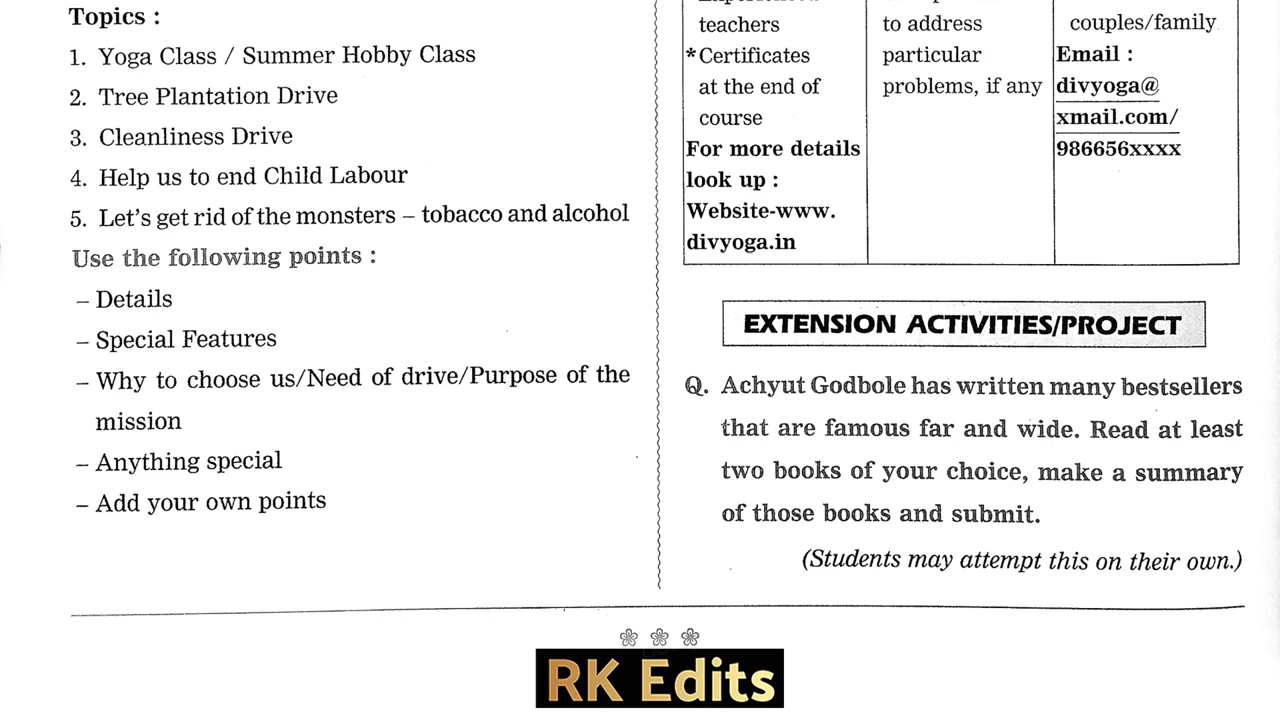 Topics :
1. Yoga Class / Summer Hobby Class
2. Tree Plantation Drive
3. Cleanliness Drive
4. Help us to end Child Labour
5. Let's get rid of the monsters – tobacco and alcohol
Use the following points :
– Details
– Special Features
– Why to choose us/Need of drive/Purpose of the
mission
– Anything special
– Add your own points
teachers
*Certificates
at the end of
course
For more details
look up :
Website-www.
divyoga.in
to address
particular
problems, if any
couples/family
Email :
divyoga@
xmail.com/
986656xxxx
EXTENSION ACTIVITIES/PROJECT
Q. Achyut Godbole has written many bestsellers
that are famous far and wide. Read at least
two books of your choice, make a summary
of those books and submit.
(Students may attempt this on their own.)
RK Edits